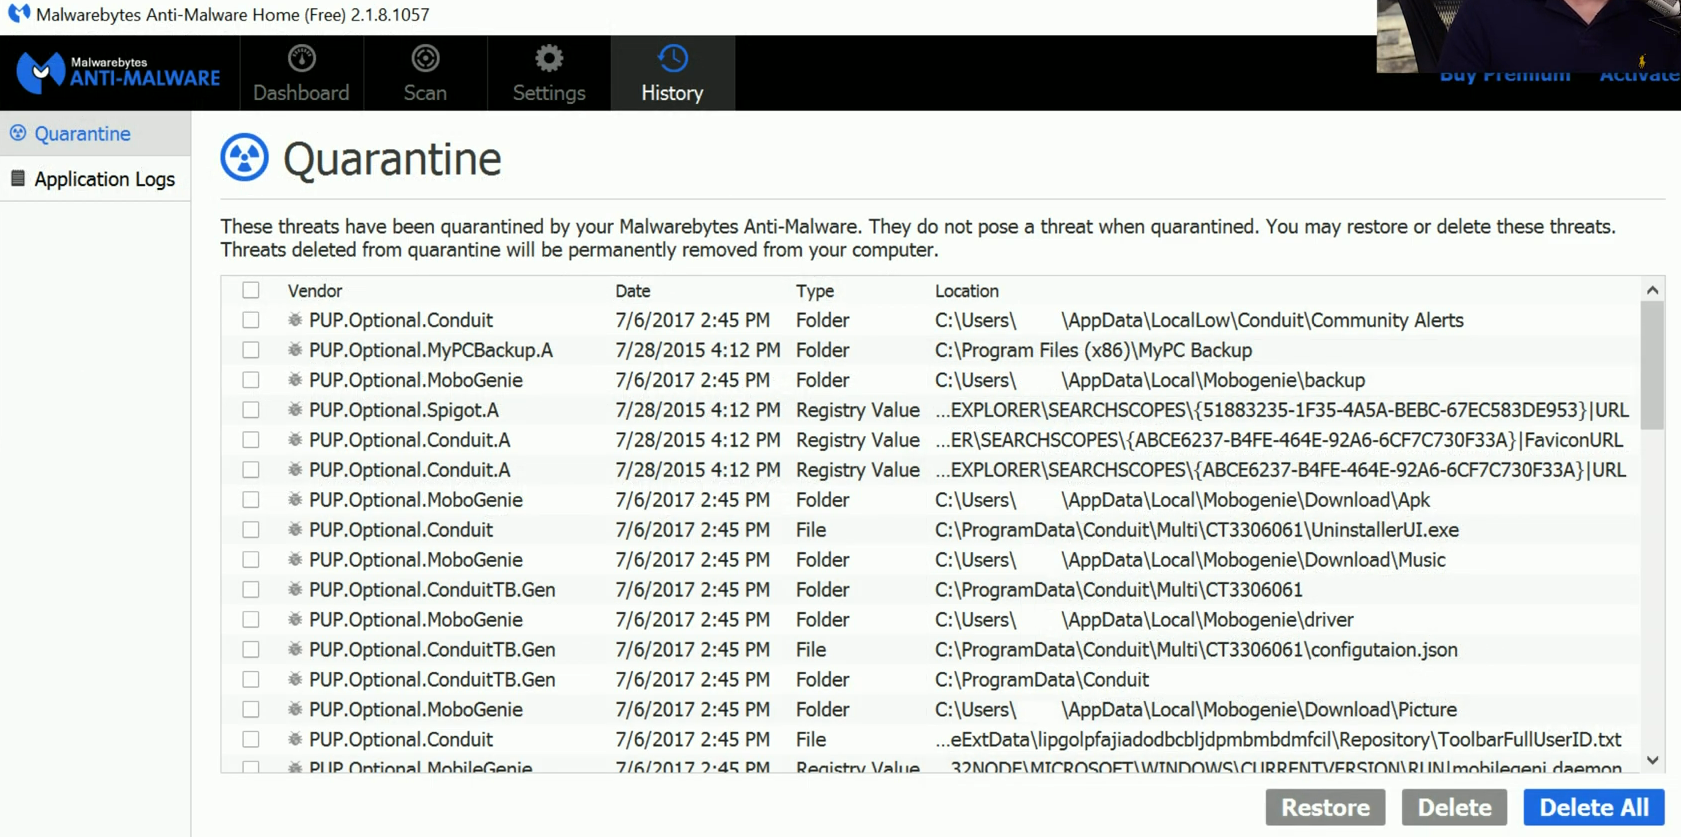 Malwarebytes Anti-Malware Home (Free) 2.1.8.1057
Malwarebytes
ANTI-MALWARE
Dashboard
Scan
Settings
History
Buy Premium
Activate
Quarantine
Application Logs
Quarantine
These threats have been quarantined by your Malwarebytes Anti-Malware. They do not pose a threat when quarantined. You may restore or delete these threats.
Threats deleted from quarantine will be permanently removed from your computer.
Vendor Date Type Location
PUP.Optional.Conduit 7/6/2017 2:45 PM Folder C:\Users\ \AppData\LocalLow\Conduit\Community Alerts
PUP.Optional.MyPCBackup.A 7/28/2015 4:12 PM Folder C:\Program Files (x86)\MyPC Backup
PUP.Optional.MoboGenie 7/6/2017 2:45 PM Folder C:\Users\ \AppData\Local\Mobogenie\backup
PUP.Optional.Spigot.A 7/28/2015 4:12 PM Registry Value ...EXPLORER\SEARCHSCOPES\{51883235-1F35-4A5A-BEBC-67EC583DE953}|URL
PUP.Optional.Conduit.A 7/28/2015 4:12 PM Registry Value ...ER\SEARCHSCOPES\{ABCE6237-B4FE-464E-92A6-6CF7C730F33A}|FaviconURL
PUP.Optional.Conduit.A 7/28/2015 4:12 PM Registry Value ...EXPLORER\SEARCHSCOPES\{ABCE6237-B4FE-464E-92A6-6CF7C730F33A}|URL
PUP.Optional.MoboGenie 7/6/2017 2:45 PM Folder C:\Users\ \AppData\Local\Mobogenie\Download\Apk
PUP.Optional.Conduit 7/6/2017 2:45 PM File C:\ProgramData\Conduit\Multi\CT3306061\UninstallerUI.exe
PUP.Optional.MoboGenie 7/6/2017 2:45 PM Folder C:\Users\ \AppData\Local\Mobogenie\Download\Music
PUP.Optional.ConduitTB.Gen 7/6/2017 2:45 PM Folder C:\ProgramData\Conduit\Multi\CT3306061
PUP.Optional.MoboGenie 7/6/2017 2:45 PM Folder C:\Users\ \AppData\Local\Mobogenie\driver
PUP.Optional.ConduitTB.Gen 7/6/2017 2:45 PM File C:\ProgramData\Conduit\Multi\CT3306061\configutaion.json
PUP.Optional.ConduitTB.Gen 7/6/2017 2:45 PM Folder C:\ProgramData\Conduit
PUP.Optional.MoboGenie 7/6/2017 2:45 PM Folder C:\Users\ \AppData\Local\Mobogenie\Download\Picture
PUP.Optional.Conduit 7/6/2017 2:45 PM File ...eExtData\lipgolpfajiadodbcbljdpmbmbdmfcil\Repository\ToolbarFullUserID.txt
PUP.Optional.MobileGenie 7/6/2017 2:45 PM Registry Value ...32NODE\MICROSOFT\WINDOWS\CURRENTVERSION\RUN|mobilegeni daemon
Restore
Delete
Delete All